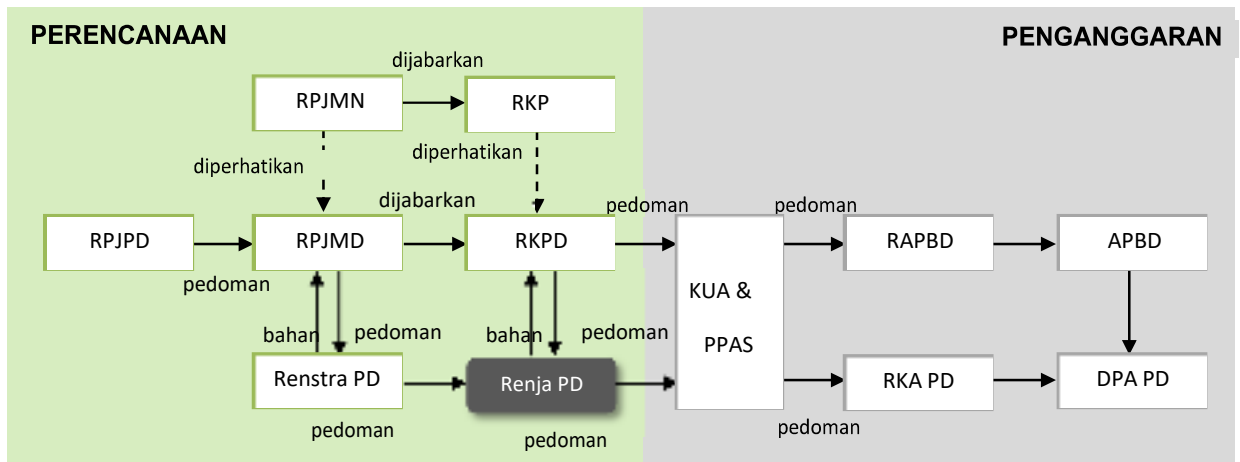 PERENCANAAN
PENGANGGARAN
dijabarkan
RPJMN
RKP
diperhatikan
diperhatikan
dijabarkan
pedoman
pedoman
RPJPD
RPJMD
RKPD
RAPBD
APBD
pedoman
KUA &
PPAS
bahan
pedoman
bahan
pedoman
Renstra PD
Renja PD
RKA PD
DPA PD
pedoman
pedoman
pedoman